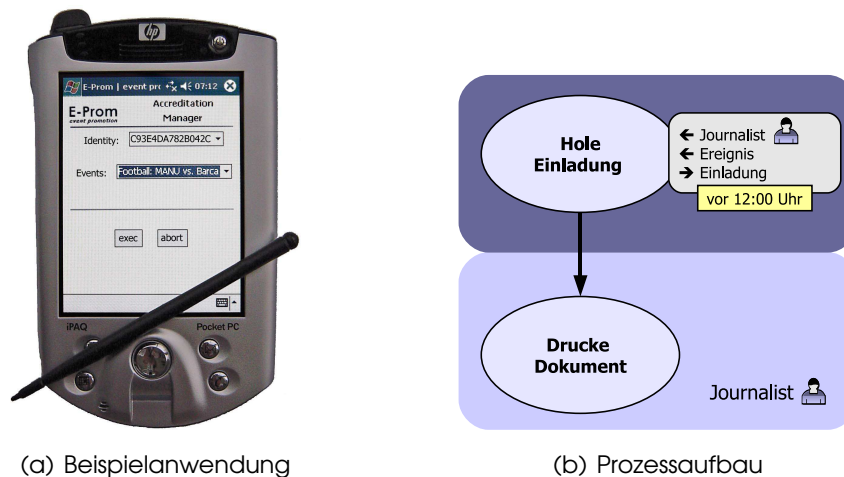 hp
E-Prom | event prc 07:12
E-Prom
event promotion
Accreditation
Manager
Identity: C93E4DA782B042C
Events: Football: MANU vs. Barca
exec abort
iPAQ Pocket PC
(a) Beispielanwendung
Hole
Einladung
← Journalist
← Ereignis
→ Einladung
vor 12:00 Uhr
Drucke
Dokument
Journalist
(b) Prozessaufbau